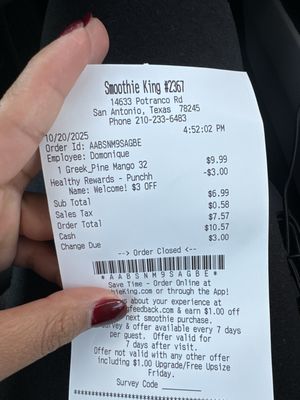 Smoothie King #2367
14633 Potranco Rd
San Antonio, Texas 78245
Phone 210-233-6483
10/20/2025 4:52:02 PM
Order Id: AABSNM9SAGBE
Employee: Domonique
1 Greek_Pine Mango 32 $9.99
Healthy Rewards - Punchh -$3.00
Name: Welcome! $3 OFF
Sub Total $6.99
Sales Tax $0.58
Order Total $7.57
Cash $10.57
Change Due $3.00
--> Order Closed <--
*AABSNM9SAGBE*
Save Time - Order Online at
King.com or through the App!
us about your experience at
feedback.com & earn $1.00 off
next smoothie purchase.
& offer available every 7 days
per guest. Offer valid for
7 days after visit.
Offer not valid with any other offer
including $1.00 Upgrade/Free Upsize
Friday.
Survey Code ________